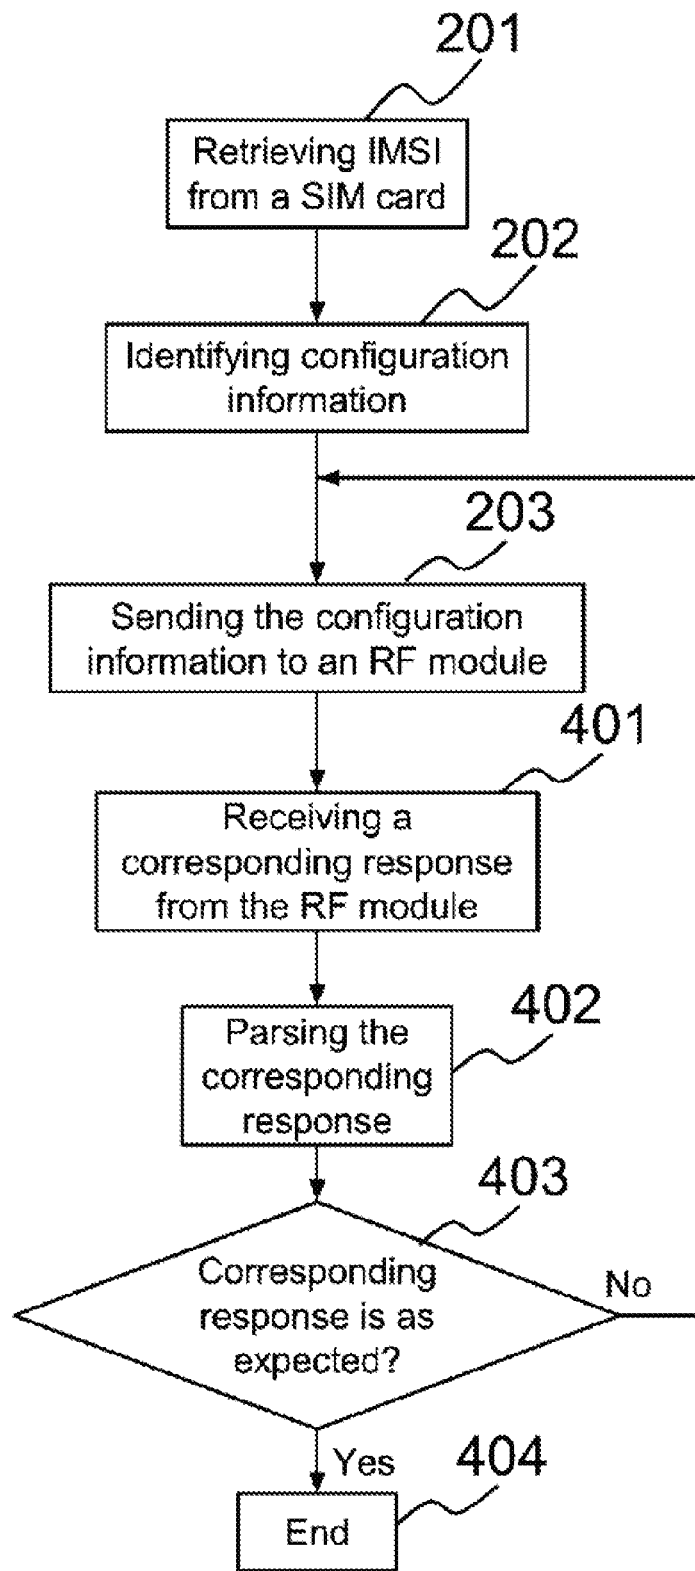 201
Retrieving IMSI
from a SIM card
202
Identifying configuration
information
203
Sending the configuration
information to an RF module
401
Receiving a
corresponding response
from the RF module
402
Parsing the
corresponding
response
403
Corresponding
response is as
expected?
No
Yes
404
End